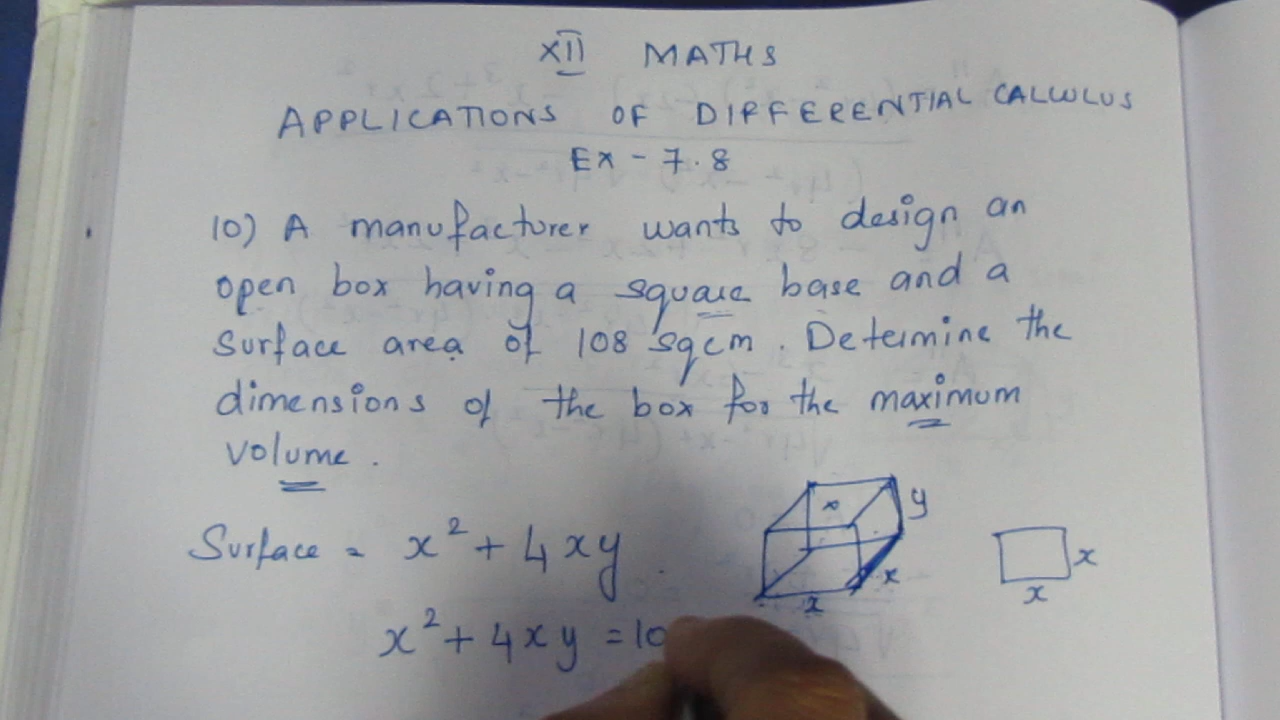 XII MATHS
APPLICATIONS OF DIFFERENTIAL CALCULUS
Ex - 7.8
10) A manufacturer wants to design an
open box having a square base and a
surface area of 108 sqcm. Determine the
dimensions of the box for the maximum
volume.
Surface = x² + 4xy
x² + 4xy = 10
x
y
x
x
x
x